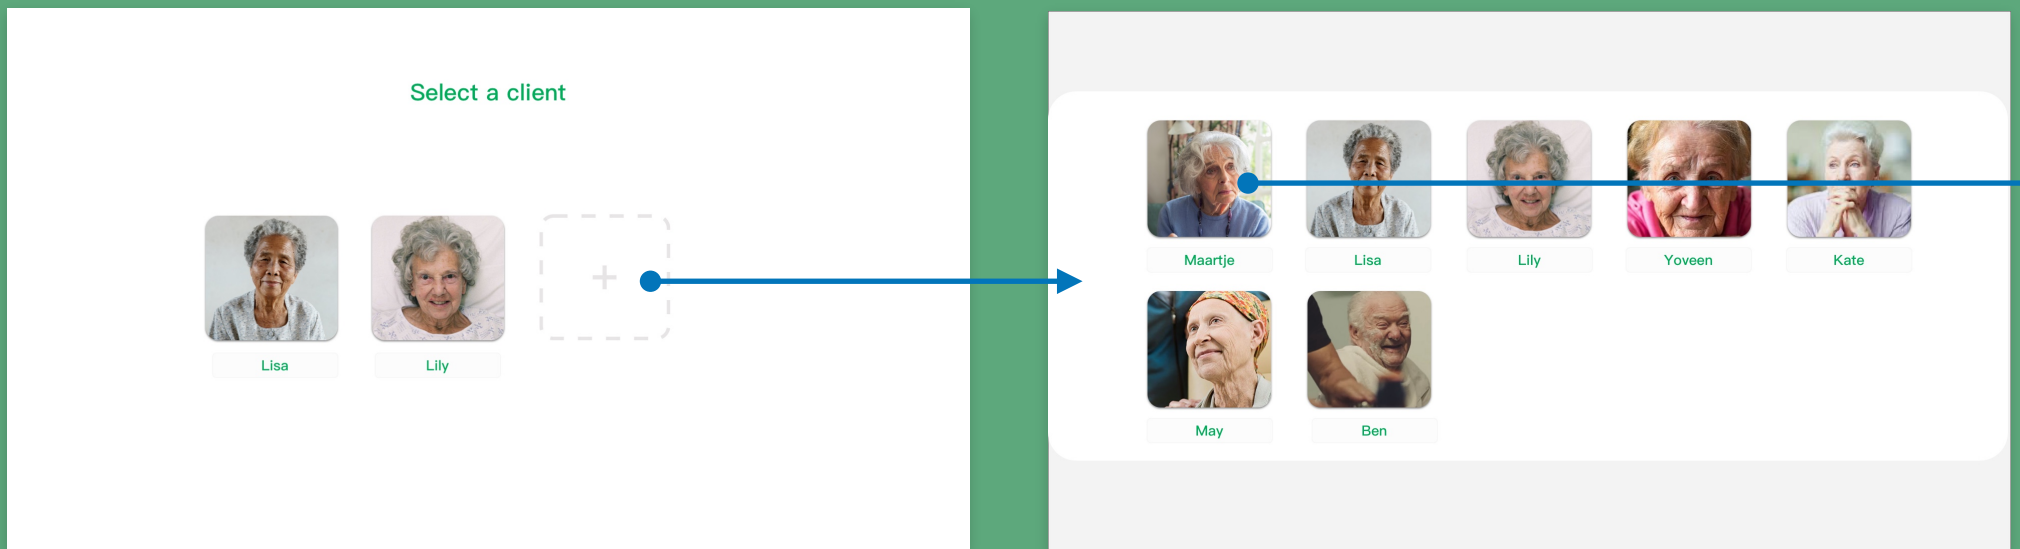 Select a client
Lisa
Lily
Maartje
Lisa
Lily
Yoveen
Kate
May
Ben